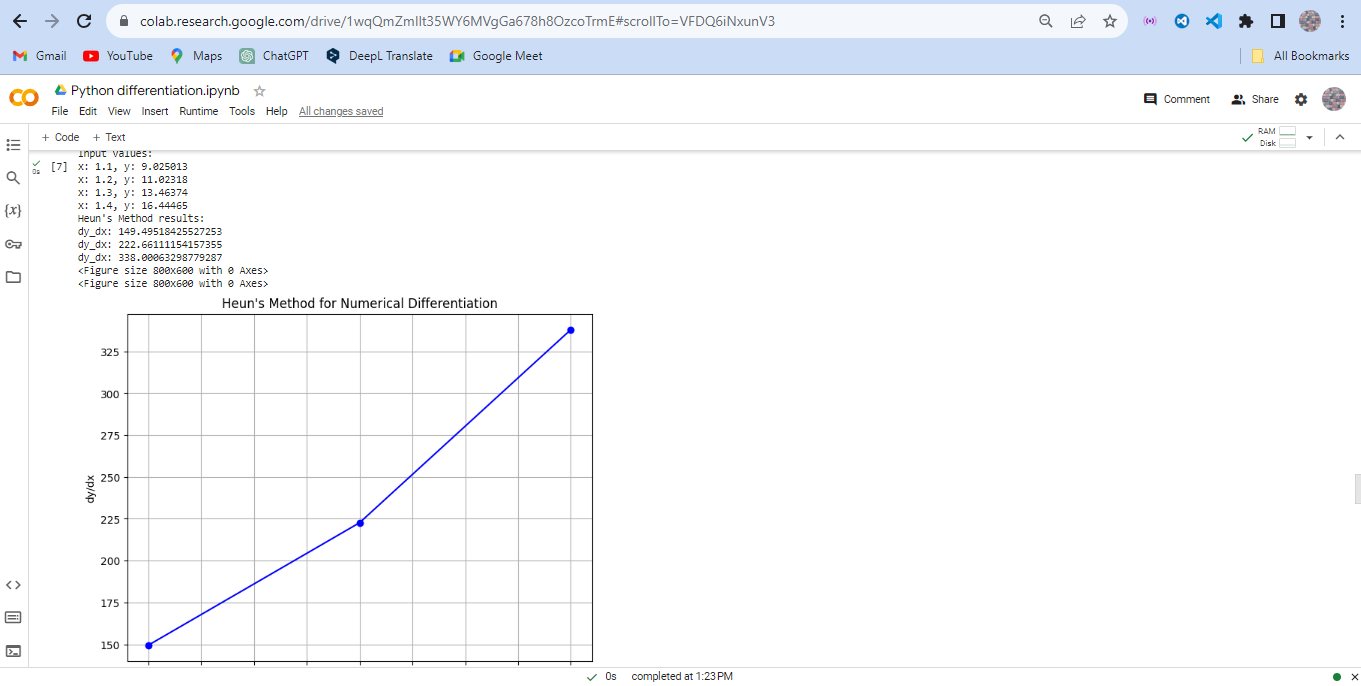 colab.research.google.com/drive/1wqQmZmIlt35WY6MVgGa678h8OzcoTrmE#scrollTo=VFDQ6iNxunV3
Gmail YouTube Maps ChatGPT DeepL Translate Google Meet All Bookmarks
Python differentiation.ipynb
File Edit View Insert Runtime Tools Help All changes saved
Comment Share
+ Code + Text
RAM
Disk
Input values:
[7] x: 1.1, y: 9.025013
0s
x: 1.2, y: 11.02318
x: 1.3, y: 13.46374
x: 1.4, y: 16.44465
Heun's Method results:
dy_dx: 149.49518425527253
dy_dx: 222.66111154157355
dy_dx: 338.00063298779287
<Figure size 800x600 with 0 Axes>
<Figure size 800x600 with 0 Axes>
Heun's Method for Numerical Differentiation
325
300
275
250
225
200
175
150
dy/dx
0s completed at 1:23 PM